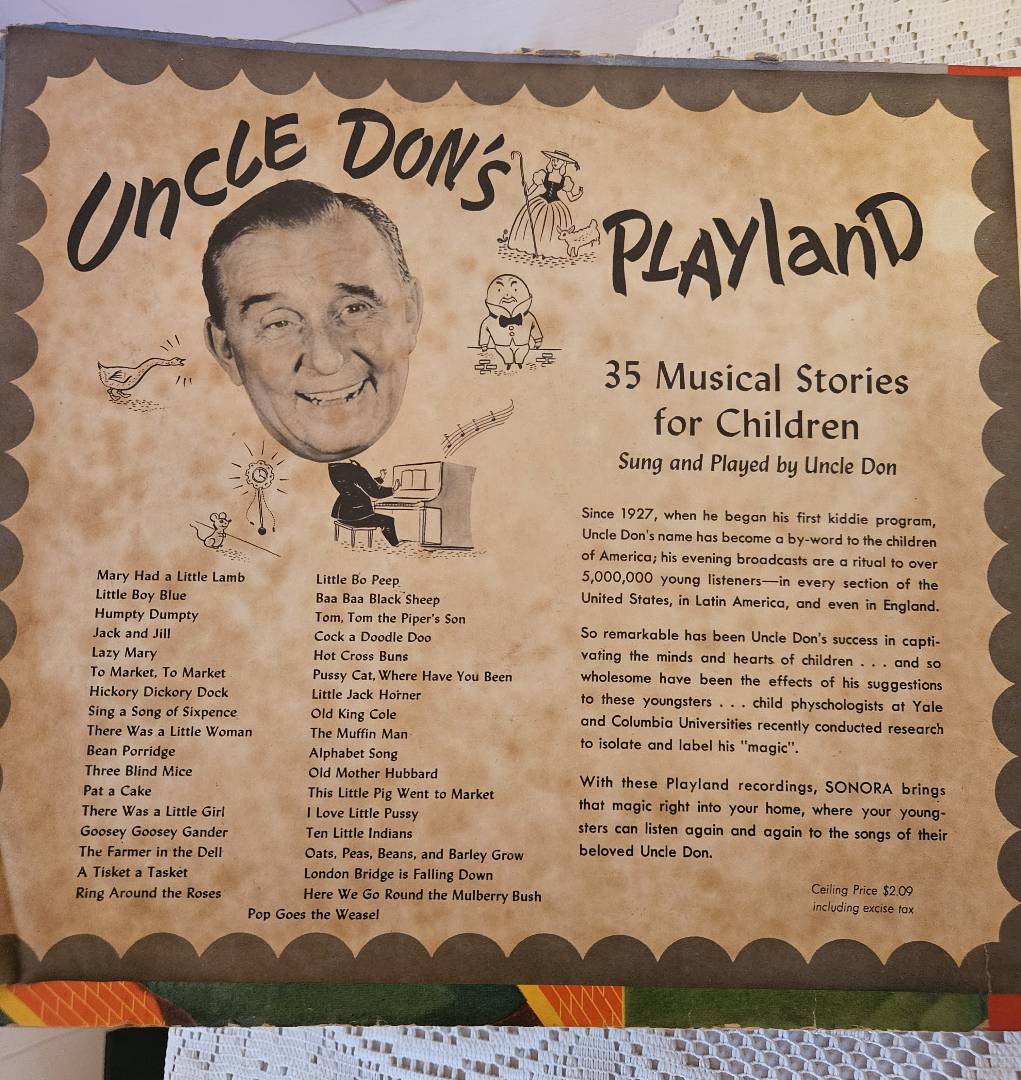 Uncle Don's
Playland
35 Musical Stories
for Children
Sung and Played by Uncle Don
Since 1927, when he began his first kiddie program,
Uncle Don's name has become a by-word to the children
of America; his evening broadcasts are a ritual to over
5,000,000 young listeners—in every section of the
United States, in Latin America, and even in England.
So remarkable has been Uncle Don's success in capti-
vating the minds and hearts of children . . . and so
wholesome have been the effects of his suggestions
to these youngsters . . . child physchologists at Yale
and Columbia Universities recently conducted research
to isolate and label his "magic".
With these Playland recordings, SONORA brings
that magic right into your home, where your young-
sters can listen again and again to the songs of their
beloved Uncle Don.
Ceiling Price $2.09
including excise tax
Mary Had a Little Lamb
Little Boy Blue
Humpty Dumpty
Jack and Jill
Lazy Mary
To Market, To Market
Hickory Dickory Dock
Sing a Song of Sixpence
There Was a Little Woman
Bean Porridge
Three Blind Mice
Pat a Cake
There Was a Little Girl
Goosey Goosey Gander
The Farmer in the Dell
A Tisket a Tasket
Ring Around the Roses
Little Bo Peep
Baa Baa Black Sheep
Tom, Tom the Piper's Son
Cock a Doodle Doo
Hot Cross Buns
Pussy Cat, Where Have You Been
Little Jack Horner
Old King Cole
The Muffin Man
Alphabet Song
Old Mother Hubbard
This Little Pig Went to Market
I Love Little Pussy
Ten Little Indians
Oats, Peas, Beans, and Barley Grow
London Bridge is Falling Down
Here We Go Round the Mulberry Bush
Pop Goes the Weasel